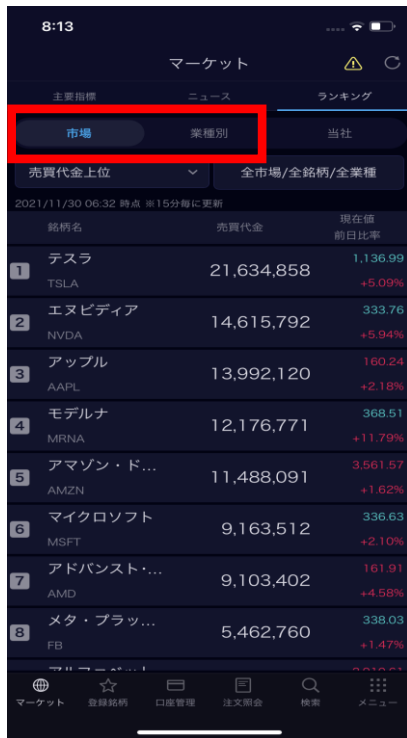 8:13
マーケット
主要指標 ニュース ランキング
市場 業種別 当社
売買代金上位 全市場/全銘柄/全業種
2021/11/30 06:32 時点 ※15分毎に更新
銘柄名 売買代金 現在値
前日比率
1 テスラ 21,634,858 1,136.99
TSLA +5.09%
2 エヌビディア 14,615,792 333.76
NVDA +5.94%
3 アップル 13,992,120 160.24
AAPL +2.18%
4 モデルナ 12,176,771 368.51
MRNA +11.79%
5 アマゾン・ド... 11,488,091 3,561.57
AMZN +1.62%
6 マイクロソフト 9,163,512 336.63
MSFT +2.10%
7 アドバンスト・... 9,103,402 161.91
AMD +4.58%
8 メタ・プラッ... 5,462,760 338.03
FB +1.47%
マーケット 登録銘柄 口座管理 注文照会 検索 メニュー